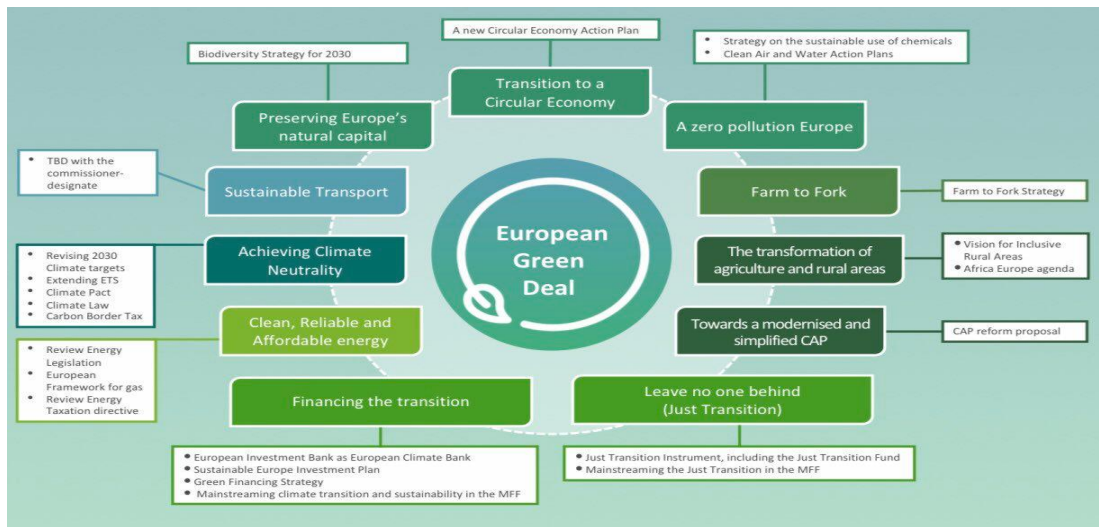 A new Circular Economy Action Plan
Biodiversity Strategy for 2030
• Strategy on the sustainable use of chemicals
• Clean Air and Water Action Plans
Transition to a
Circular Economy
Preserving Europe's
natural capital
A zero pollution Europe
• TBD with the
commissioner-
designate
Sustainable Transport
Farm to Fork
Farm to Fork Strategy
European
Green
Deal
• Revising 2030
Climate targets
• Extending ETS
• Climate Pact
• Climate Law
• Carbon Border Tax
Achieving Climate
Neutrality
The transformation of
agriculture and rural areas
• Vision for Inclusive
Rural Areas
• Africa Europe agenda
Clean, Reliable and
Affordable energy
Towards a modernised and
simplified CAP
CAP reform proposal
• Review Energy
Legislation
• European
Framework for gas
• Review Energy
Taxation directive
Financing the transition
Leave no one behind
(Just Transition)
• European Investment Bank as European Climate Bank
• Sustainable Europe Investment Plan
• Green Financing Strategy
• Mainstreaming climate transition and sustainability in the MFF
• Just Transition Instrument, including the Just Transition Fund
• Mainstreaming the Just Transition in the MFF